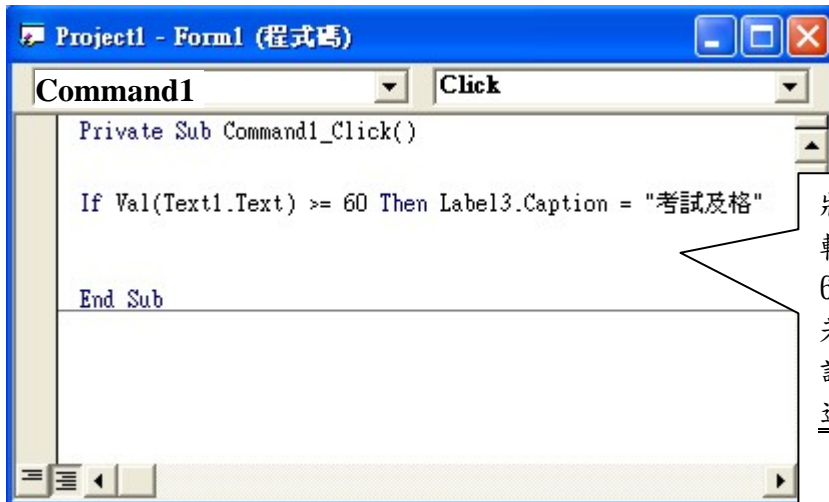 Project1 - Form1 (程式碼)
Command1
Click
Private Sub Command1_Click()
If Val(Text1.Text) >= 60 Then Label3.Caption = "考試及格"
End Sub